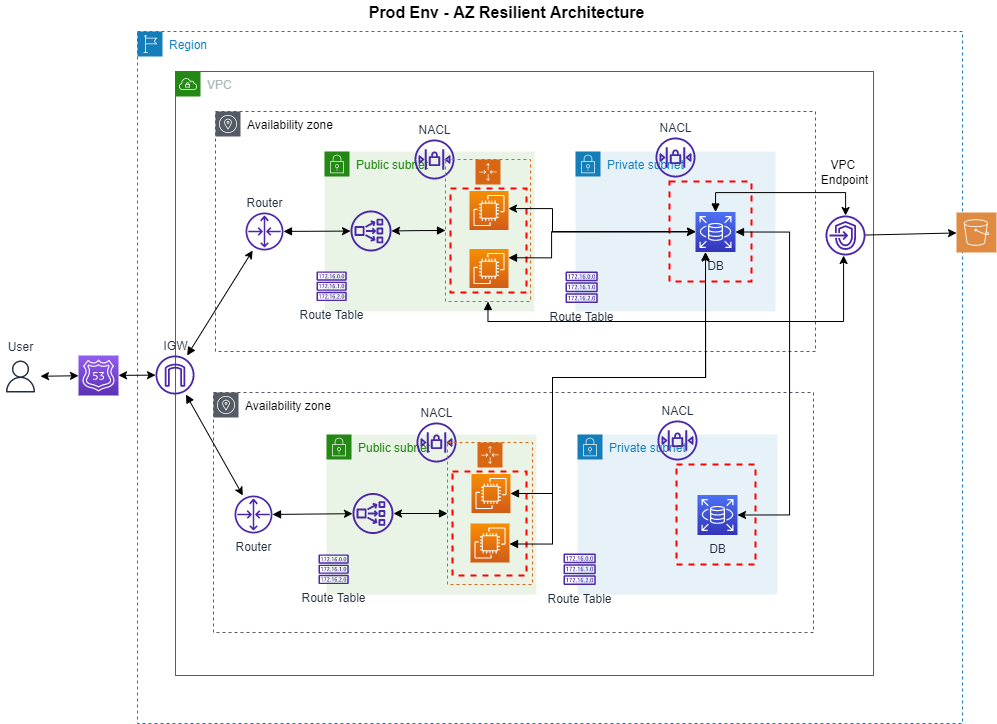 Prod Env - AZ Resilient Architecture
Region
VPC
Availability zone
NACL
NACL
Public subnet
Private subnet
VPC
Endpoint
Router
DB
172.16.0.0
172.16.1.0
172.16.2.0
Route Table
172.16.0.0
172.16.1.0
172.16.2.0
Route Table
User
53
IGW
Availability zone
NACL
NACL
Public subnet
Private subnet
Router
DB
172.16.0.0
172.16.1.0
172.16.2.0
Route Table
172.16.0.0
172.16.1.0
172.16.2.0
Route Table